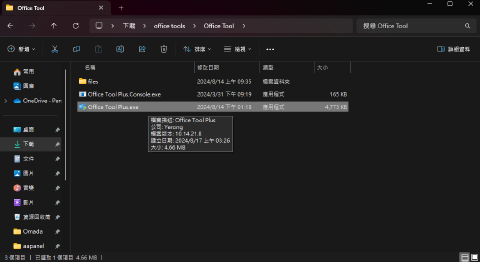 Office Tool
下載
office tools
Office Tool
搜尋 Office Tool
新增
排序
檢視
詳細資料
名稱
修改日期
類型
大小
常用
圖庫
OneDrive - Pers
桌面
下載
文件
圖片
音樂
影片
資源回收筒
Omada
aapanel
files
2024/8/14 上午 09:35
檔案資料夾
Office Tool Plus.Console.exe
2024/3/31 下午 09:19
應用程式
165 KB
Office Tool Plus.exe
2024/8/14 上午 01:18
應用程式
4,773 KB
檔案描述: Office Tool Plus
公司: Yerong
檔案版本: 10.14.21.8
建立日期: 2024/8/17 上午 03:26
大小: 4.66 MB
3 個項目
已選取 1 個項目 4.66 MB